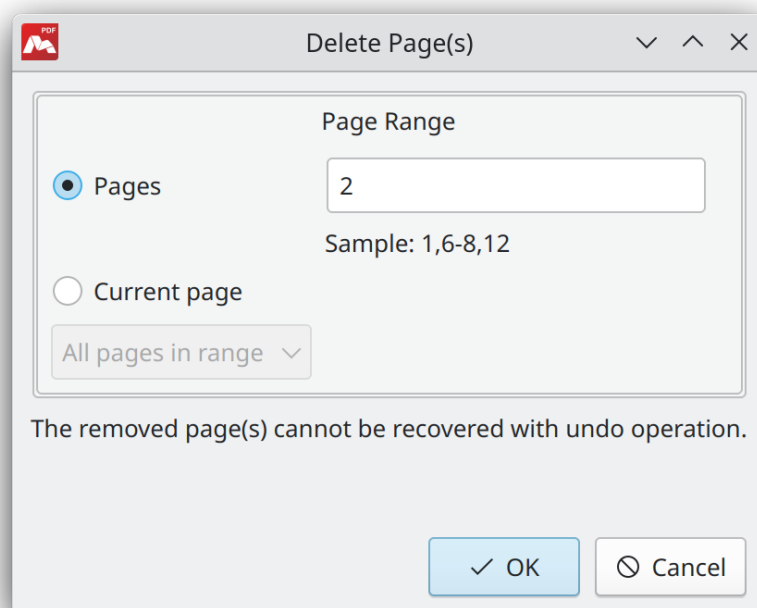 PDF
Delete Page(s)
Page Range
Pages
2
Sample: 1,6-8,12
Current page
All pages in range
The removed page(s) cannot be recovered with undo operation.
OK
Cancel